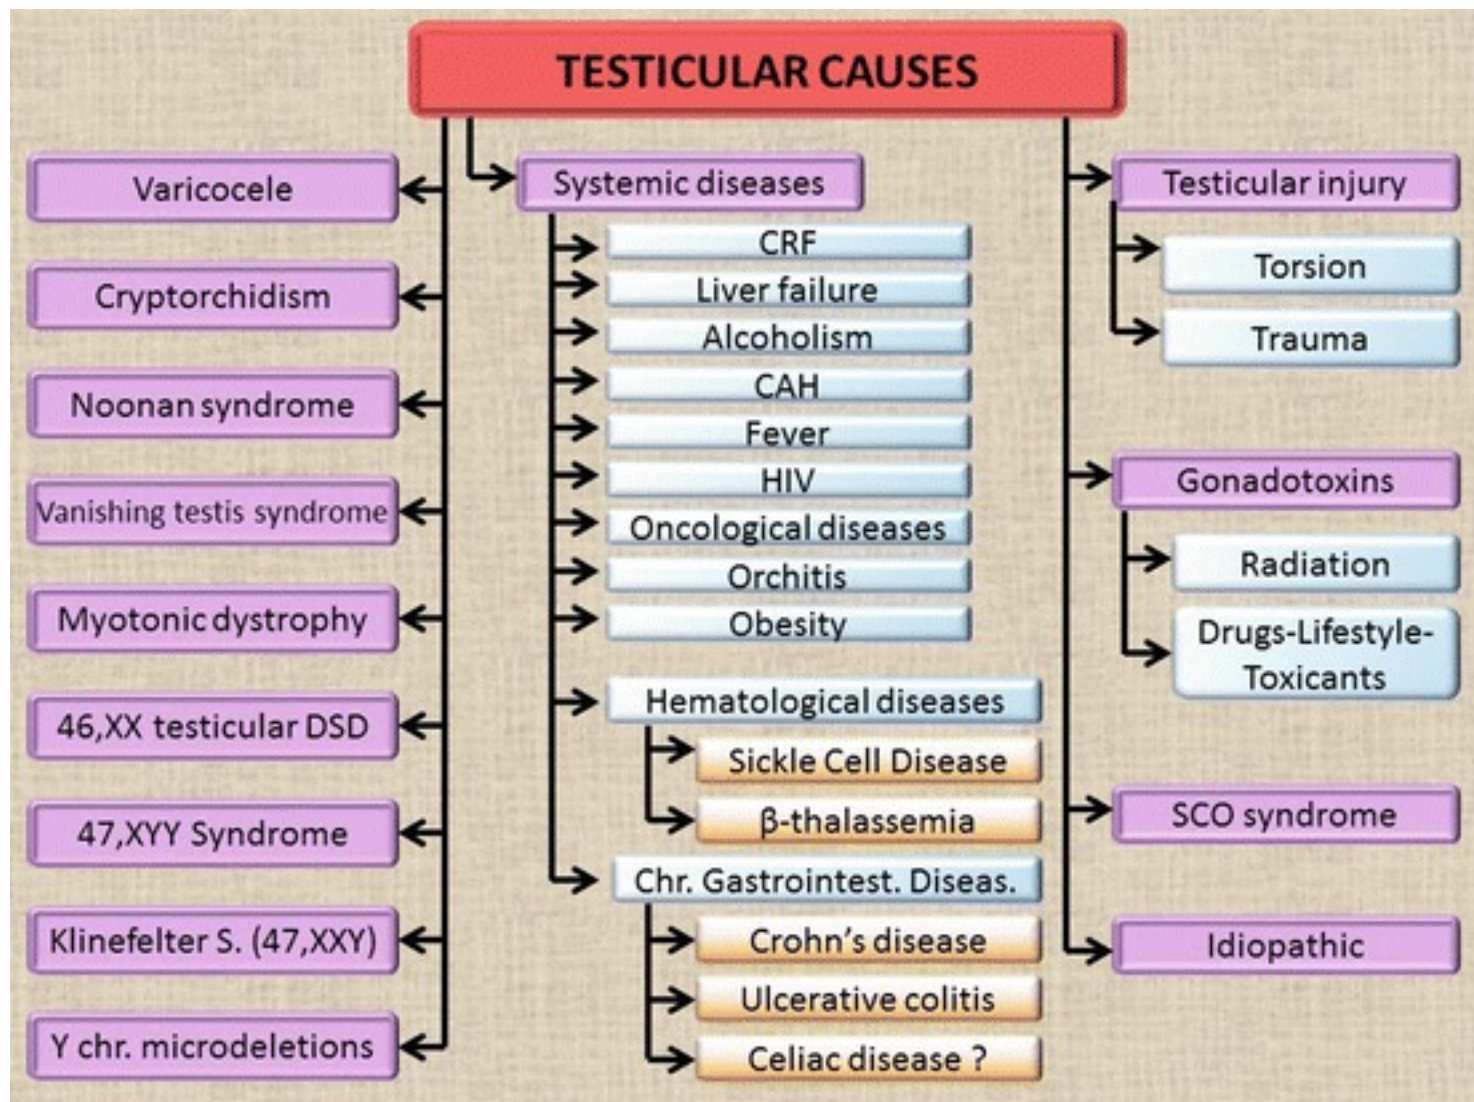 TESTICULAR CAUSES
Varicocele
Cryptorchidism
Noonan syndrome
Vanishing testis syndrome
Myotonic dystrophy
46,XX testicular DSD
47,XYY Syndrome
Klinefelter S. (47,XXY)
Y chr. microdeletions
Systemic diseases
CRF
Liver failure
Alcoholism
CAH
Fever
HIV
Oncological diseases
Orchitis
Obesity
Hematological diseases
Sickle Cell Disease
β-thalassemia
Chr. Gastrointest. Diseas.
Crohn’s disease
Ulcerative colitis
Celiac disease ?
Testicular injury
Torsion
Trauma
Gonadotoxins
Radiation
Drugs-Lifestyle-
Toxicants
SCO syndrome
Idiopathic